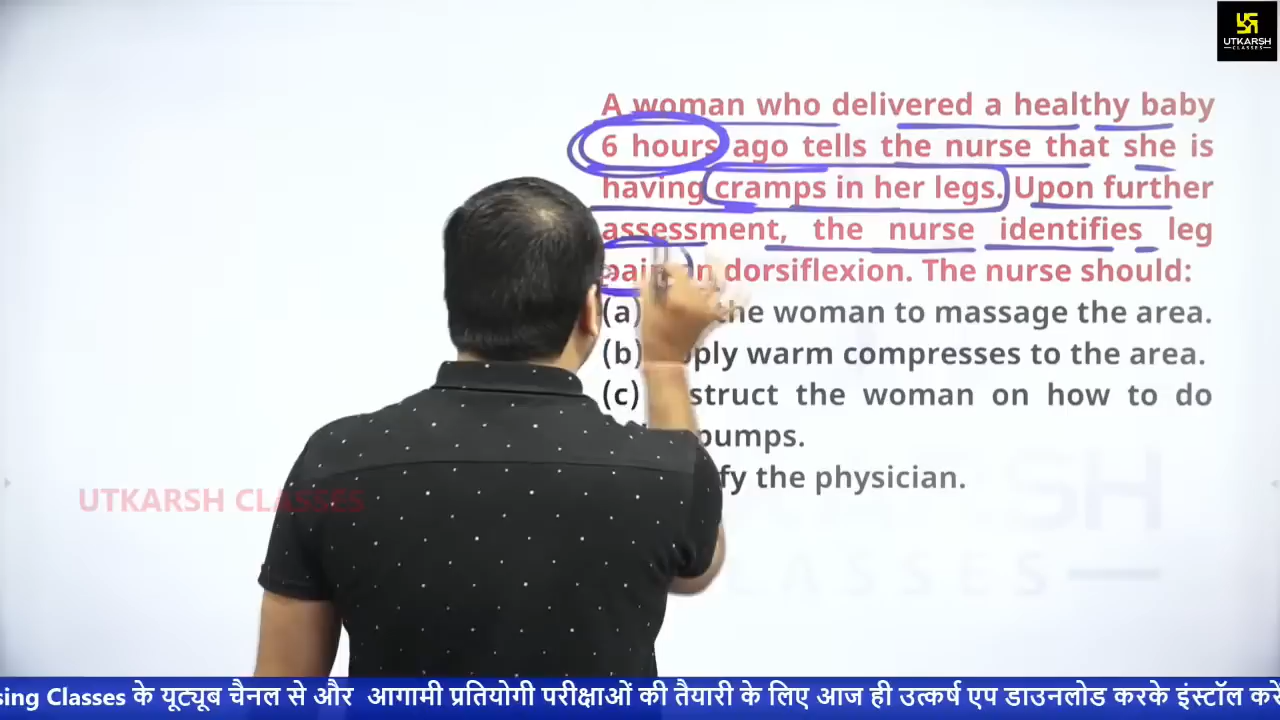 UTKARSH
CLASSES
A woman who delivered a healthy baby
6 hours ago tells the nurse that she is
having cramps in her legs. Upon further
assessment, the nurse identifies leg
dorsiflexion. The nurse should:
(a) the woman to massage the area.
(b) warm compresses to the area.
(c) the woman on how to do
pumps.
the physician.
UTKARSH CLASSES
CLASSES
Classes के यूट्यूब चैनल से और आगामी प्रतियोगी परीक्षाओं की तैयारी के लिए आज ही उत्कर्ष एप डाउनलोड करके इंस्टॉल करें